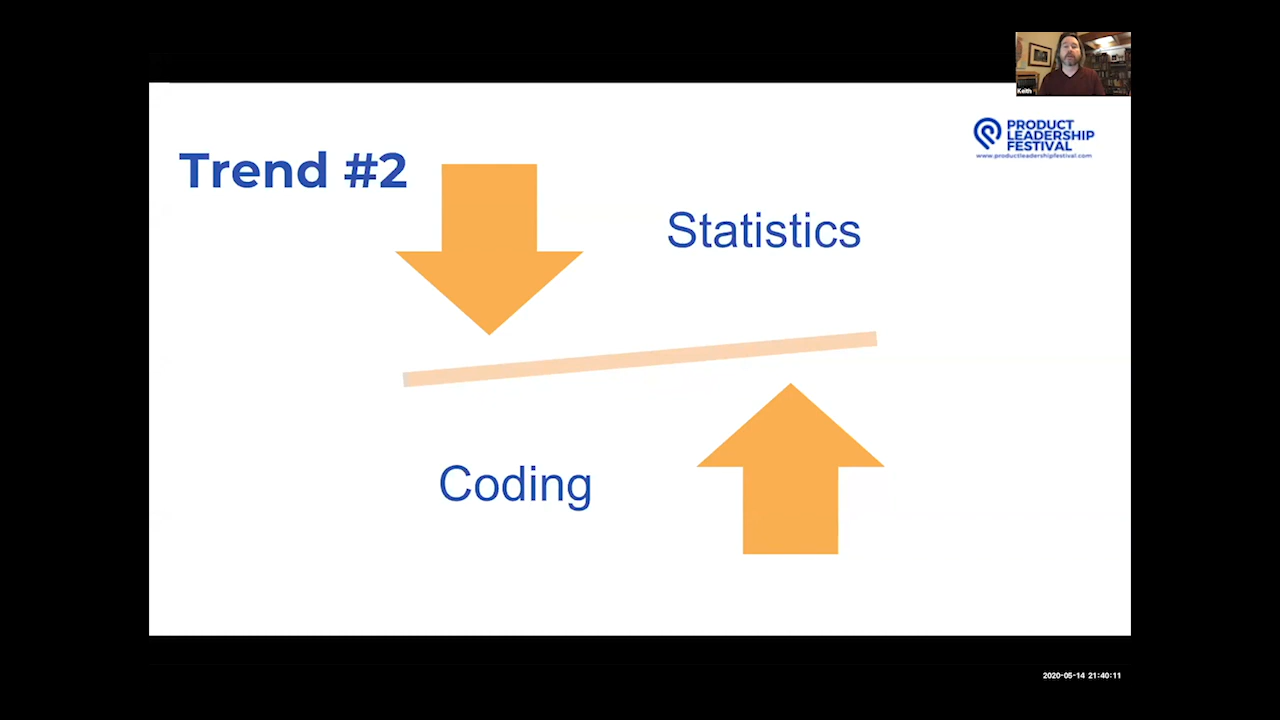 Keith
PRODUCT
LEADERSHIP
FESTIVAL
www.productleadershipfestival.com
Trend #2
Statistics
Coding
2020-05-14 21:40:11